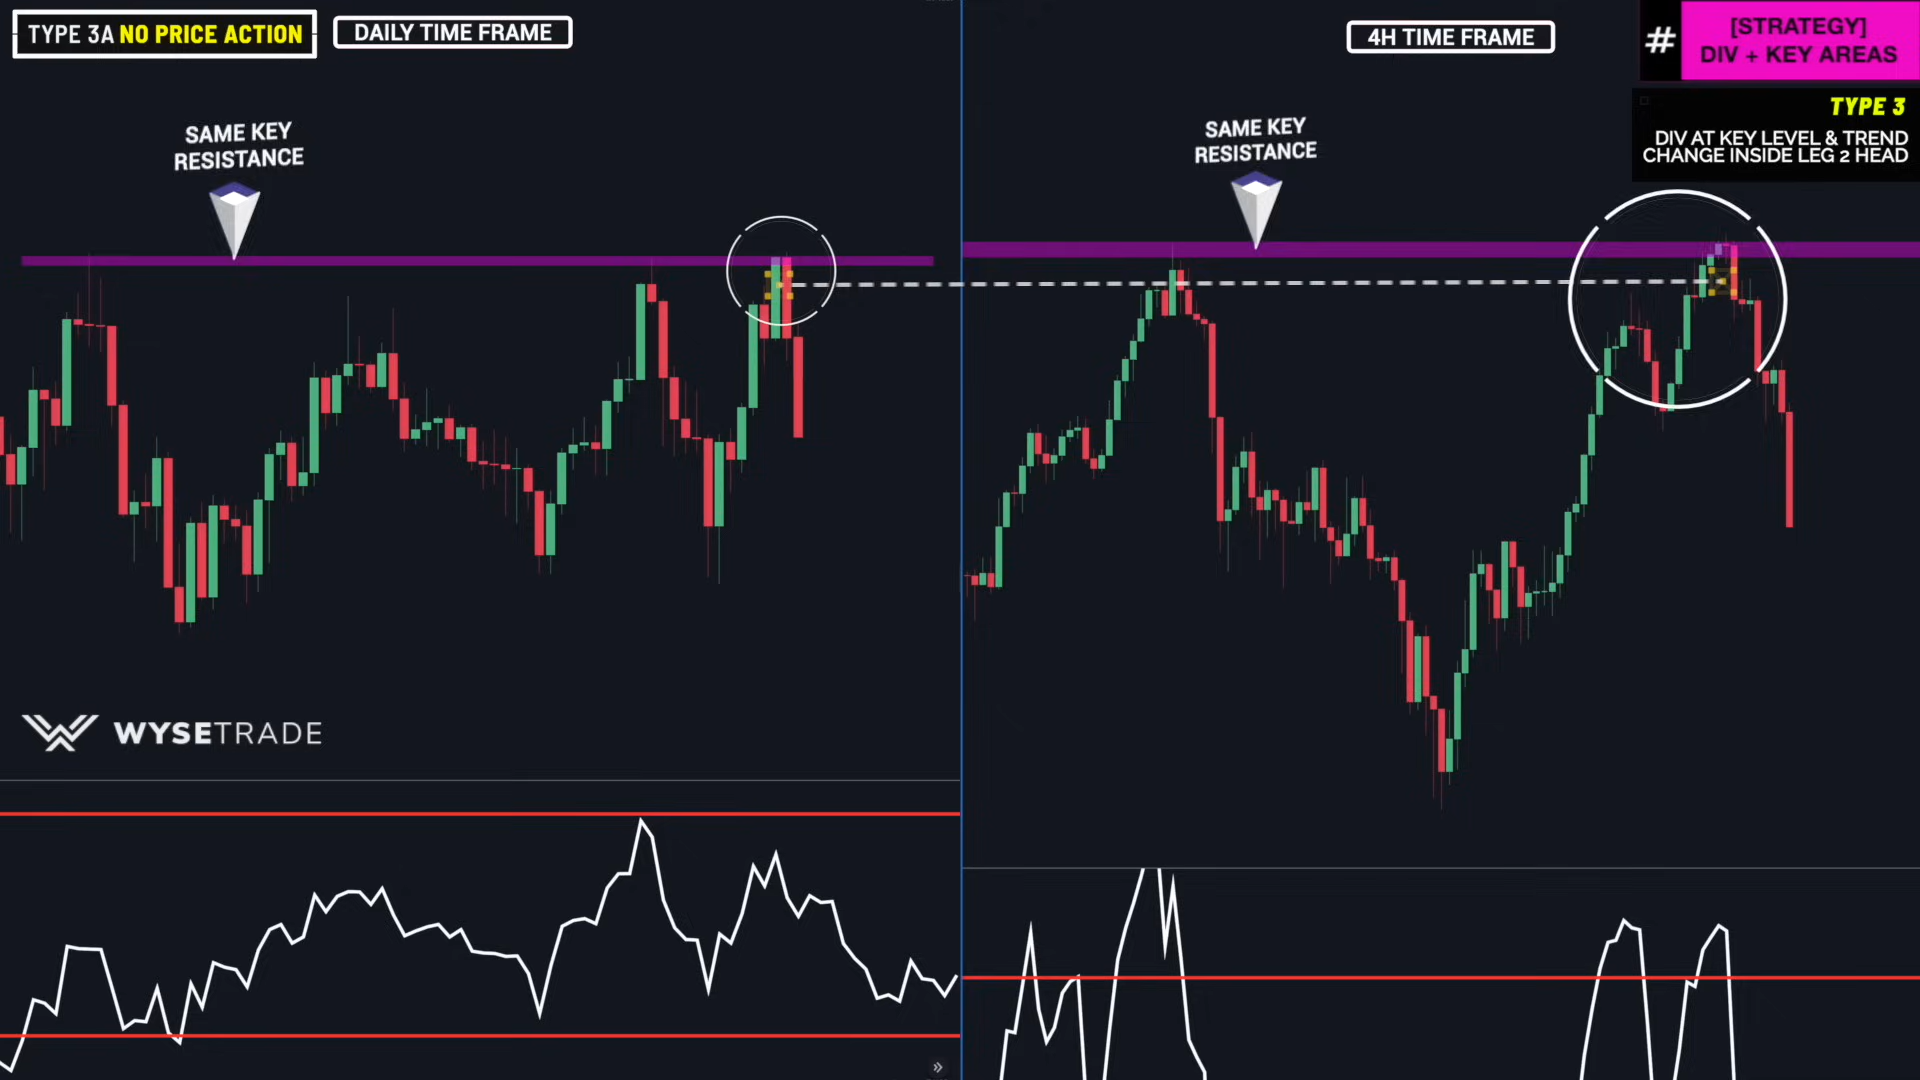 TYPE 3A NO PRICE ACTION
DAILY TIME FRAME
SAME KEY
RESISTANCE
WYSETRADE
4H TIME FRAME
#
[STRATEGY]
DIV + KEY AREAS
TYPE 3
DIV AT KEY LEVEL & TREND
CHANGE INSIDE LEG 2 HEAD
SAME KEY
RESISTANCE